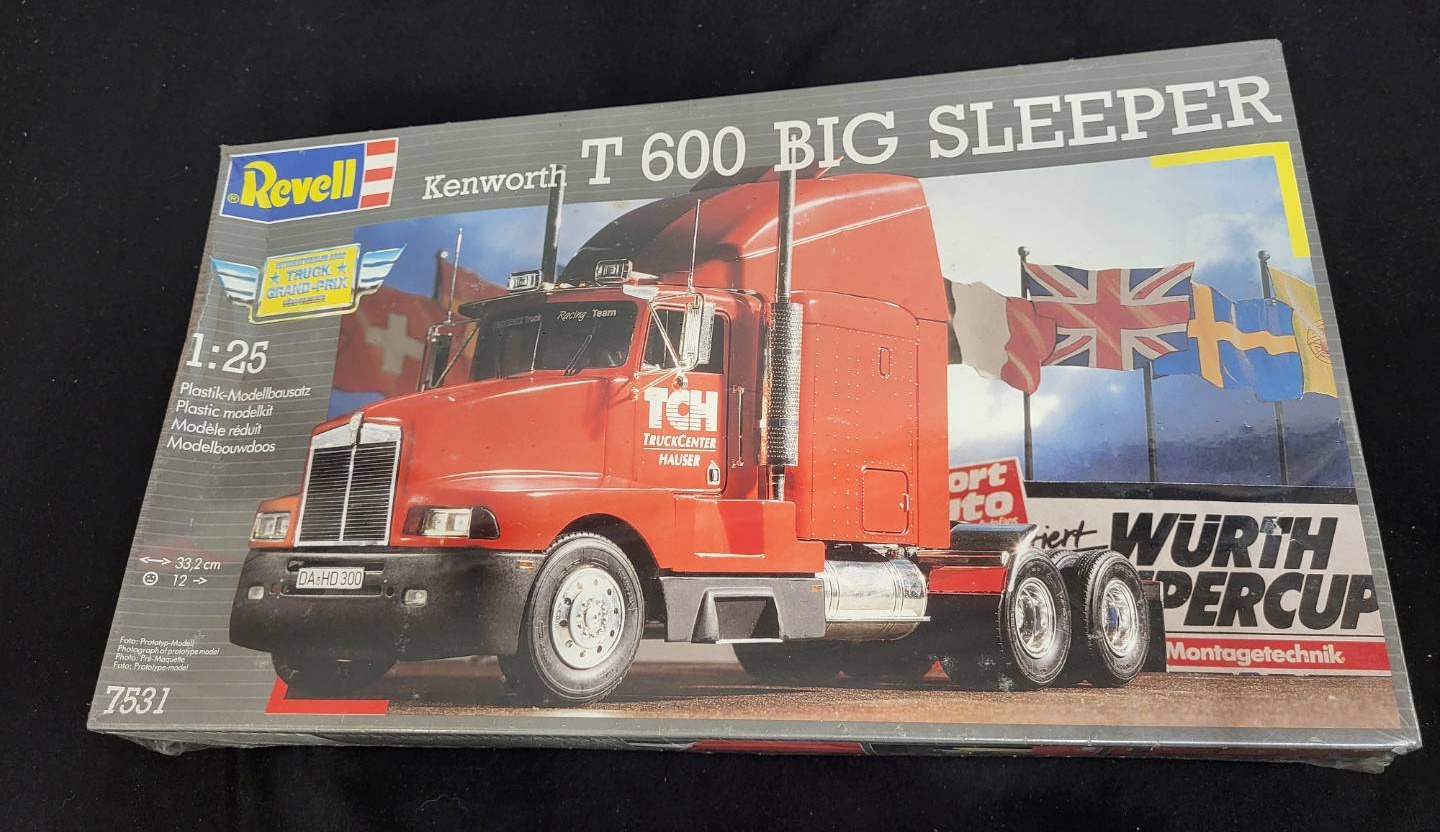 Revell
®
Kenworth T 600 BIG SLEEPER
TRUCK
GRAND-PRIX
1:25
Plastik-Modellbausatz
Plastic modelkit
Modèle réduit
Modelbouwdoos
Racing Team
TCH
TRUCKCENTER
HAUSER
DA HD 300
33,2 cm
12
ort
uto
iert
WÜRTH
PERCUP
Montagetechnik
Foto: Prototyp-Modell
Photograph of prototype model
Photo: Pré-Maquette
Foto: Prototype-model
7531